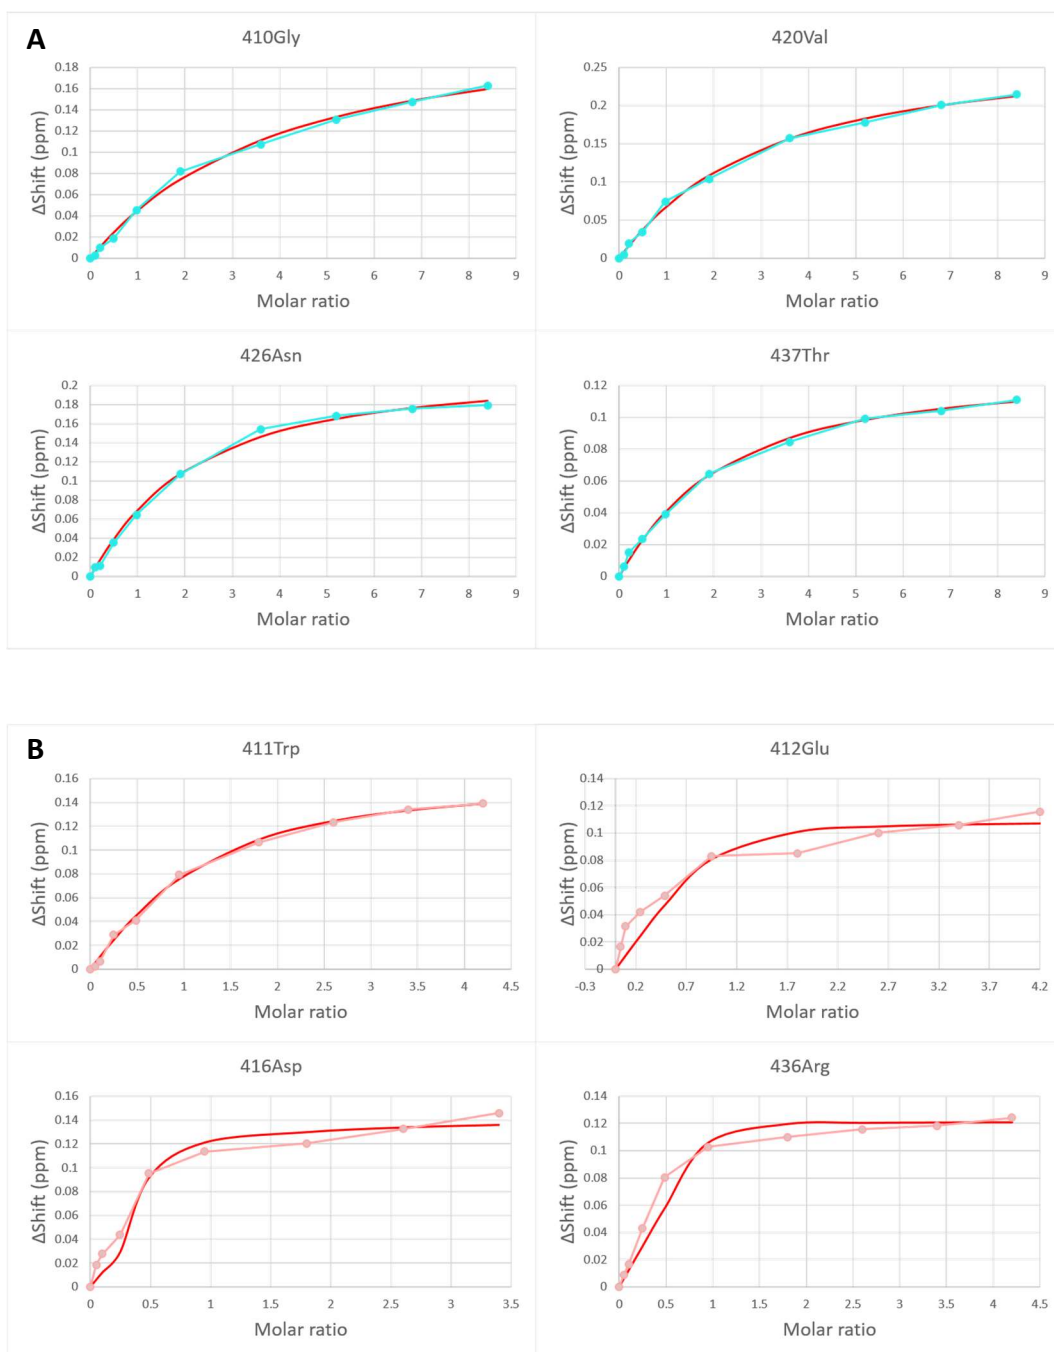 A
410Gly
0.18
0.16
0.14
0.12
0.1
0.08
0.06
0.04
0.02
0
ΔShift (ppm)
0 1 2 3 4 5 6 7 8 9
Molar ratio
420Val
0.25
0.2
0.15
0.1
0.05
0
ΔShift (ppm)
0 1 2 3 4 5 6 7 8 9
Molar ratio
426Asn
0.2
0.18
0.16
0.14
0.12
0.1
0.08
0.06
0.04
0.02
0
ΔShift (ppm)
0 1 2 3 4 5 6 7 8 9
Molar ratio
437Thr
0.12
0.1
0.08
0.06
0.04
0.02
0
ΔShift (ppm)
0 1 2 3 4 5 6 7 8 9
Molar ratio
B
411Trp
0.16
0.14
0.12
0.1
0.08
0.06
0.04
0.02
0
ΔShift (ppm)
0 0.5 1 1.5 2 2.5 3 3.5 4 4.5
Molar ratio
412Glu
0.14
0.12
0.1
0.08
0.06
0.04
0.02
0
ΔShift (ppm)
-0.3 0.2 0.7 1.2 1.7 2.2 2.7 3.2 3.7 4.2
Molar ratio
416Asp
0.16
0.14
0.12
0.1
0.08
0.06
0.04
0.02
0
ΔShift (ppm)
0 0.5 1 1.5 2 2.5 3 3.5
Molar ratio
436Arg
0.14
0.12
0.1
0.08
0.06
0.04
0.02
0
ΔShift (ppm)
0 0.5 1 1.5 2 2.5 3 3.5 4 4.5
Molar ratio